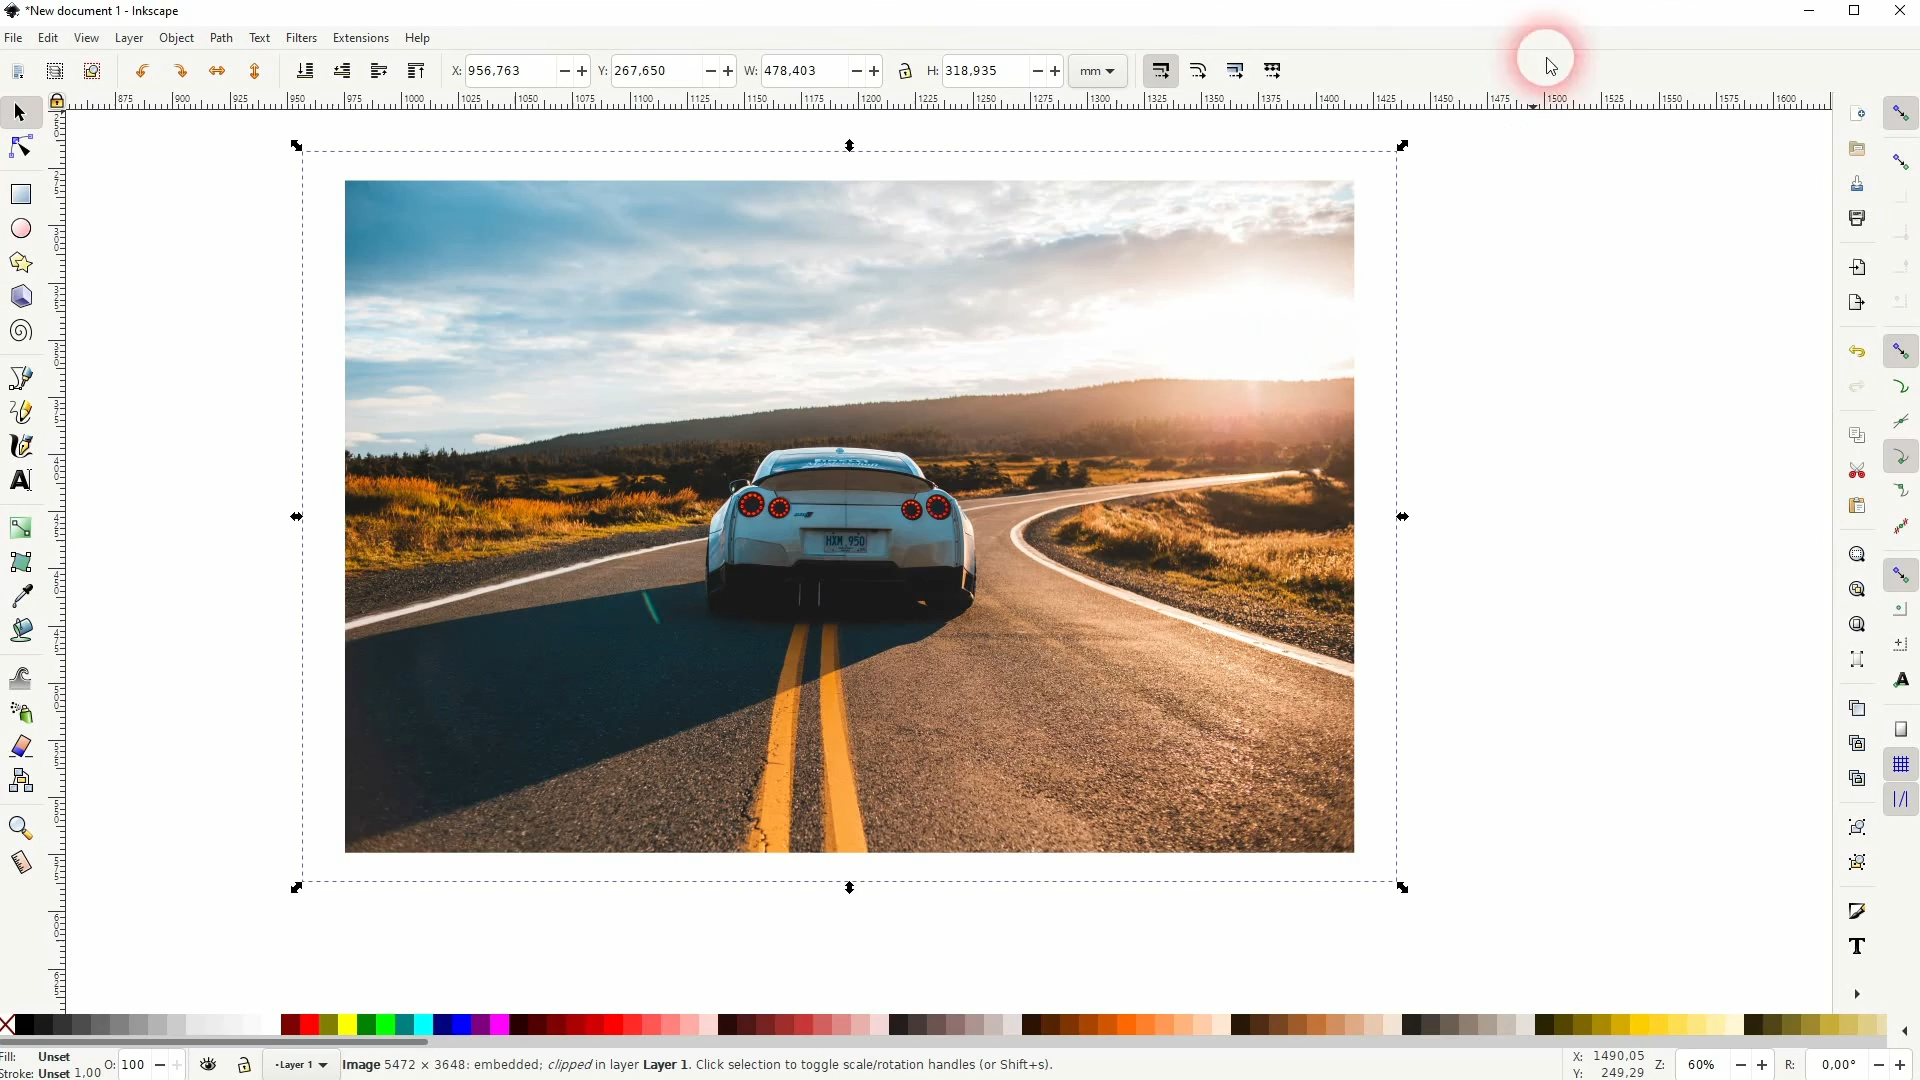 *New document 1 - Inkscape
File Edit View Layer Object Path Text Filters Extensions Help
X: 956,763 Y: 267,650 W: 478,403 H: 318,935 mm
875 900 925 950 975 1000 1025 1050 1075 1100 1125 1150 1175 1200 1225 1250 1275 1300 1325 1350 1375 1400 1425 1450 1475 1500 1525 1550 1575 1600
HXM 950
Fill: Unset
Stroke: Unset 1,00
O: 100
Layer 1
Image 5472 × 3648: embedded; clipped in layer Layer 1. Click selection to toggle scale/rotation handles (or Shift+s).
X: 1490,05
Y: 249,29
Z: 60%
R: 0,00°